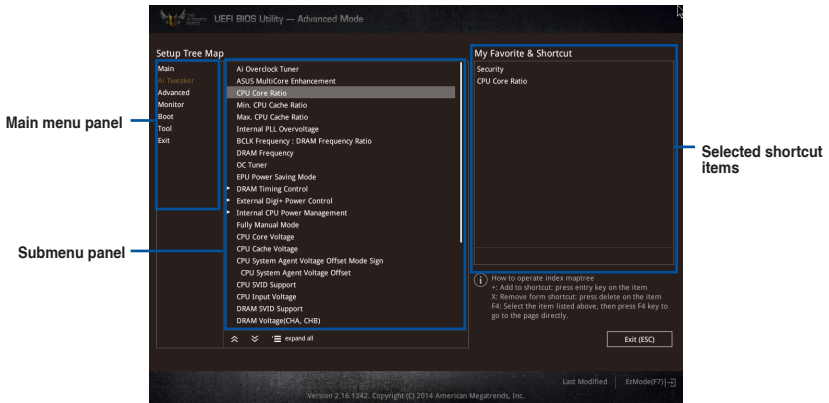 THE ULTIMATE FORCE UEFI BIOS Utility — Advanced Mode
Setup Tree Map
My Favorite & Shortcut
Main
Ai Tweaker
Advanced
Monitor
Boot
Tool
Exit
Ai Overclock Tuner
ASUS MultiCore Enhancement
CPU Core Ratio
Min. CPU Cache Ratio
Max. CPU Cache Ratio
Internal PLL Overvoltage
BCLK Frequency : DRAM Frequency Ratio
DRAM Frequency
OC Tuner
EPU Power Saving Mode
DRAM Timing Control
External Digi+ Power Control
Internal CPU Power Management
Fully Manual Mode
CPU Core Voltage
CPU Cache Voltage
CPU System Agent Voltage Offset Mode Sign
CPU System Agent Voltage Offset
CPU SVID Support
CPU Input Voltage
DRAM SVID Support
DRAM Voltage(CHA, CHB)
expand all
Security
CPU Core Ratio
How to operate index maptree
+: Add to shortcut: press entry key on the item
X: Remove form shortcut: press delete on the item
F4: Select the item listed above, then press F4 key to
go to the page directly.
Exit (ESC)
Last Modified
EzMode(F7)
Version 2.16.1242. Copyright (C) 2014 American Megatrends, Inc.
Main menu panel
Submenu panel
Selected shortcut
items